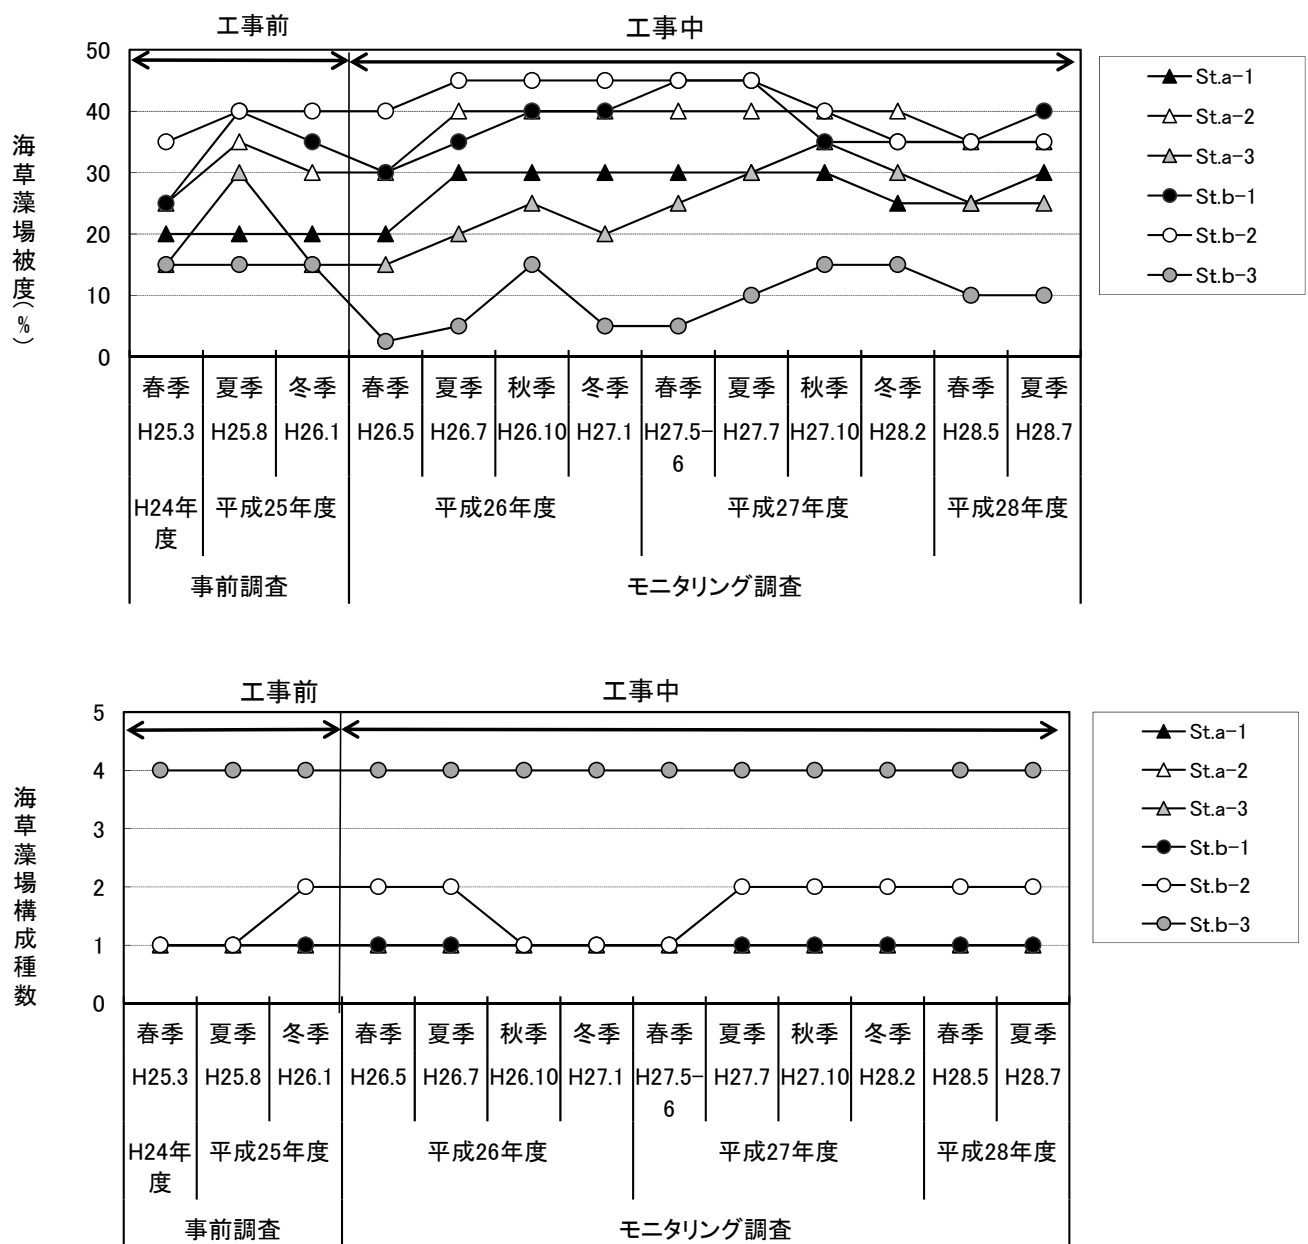 工事前 工事中
海草藻場被度(%)
50
40
30
20
10
0
St.a-1
St.a-2
St.a-3
St.b-1
St.b-2
St.b-3
春季 夏季 冬季 春季 夏季 秋季 冬季 春季 夏季 秋季 冬季 春季 夏季
H25.3 H25.8 H26.1 H26.5 H26.7 H26.10 H27.1 H27.5-6 H27.7 H27.10 H28.2 H28.5 H28.7
H24年度 平成25年度 平成26年度 平成27年度 平成28年度
事前調査 モニタリング調査
工事前 工事中
海草藻場構成種数
5
4
3
2
1
0
St.a-1
St.a-2
St.a-3
St.b-1
St.b-2
St.b-3
春季 夏季 冬季 春季 夏季 秋季 冬季 春季 夏季 秋季 冬季 春季 夏季
H25.3 H25.8 H26.1 H26.5 H26.7 H26.10 H27.1 H27.5-6 H27.7 H27.10 H28.2 H28.5 H28.7
H24年度 平成25年度 平成26年度 平成27年度 平成28年度
事前調査 モニタリング調査